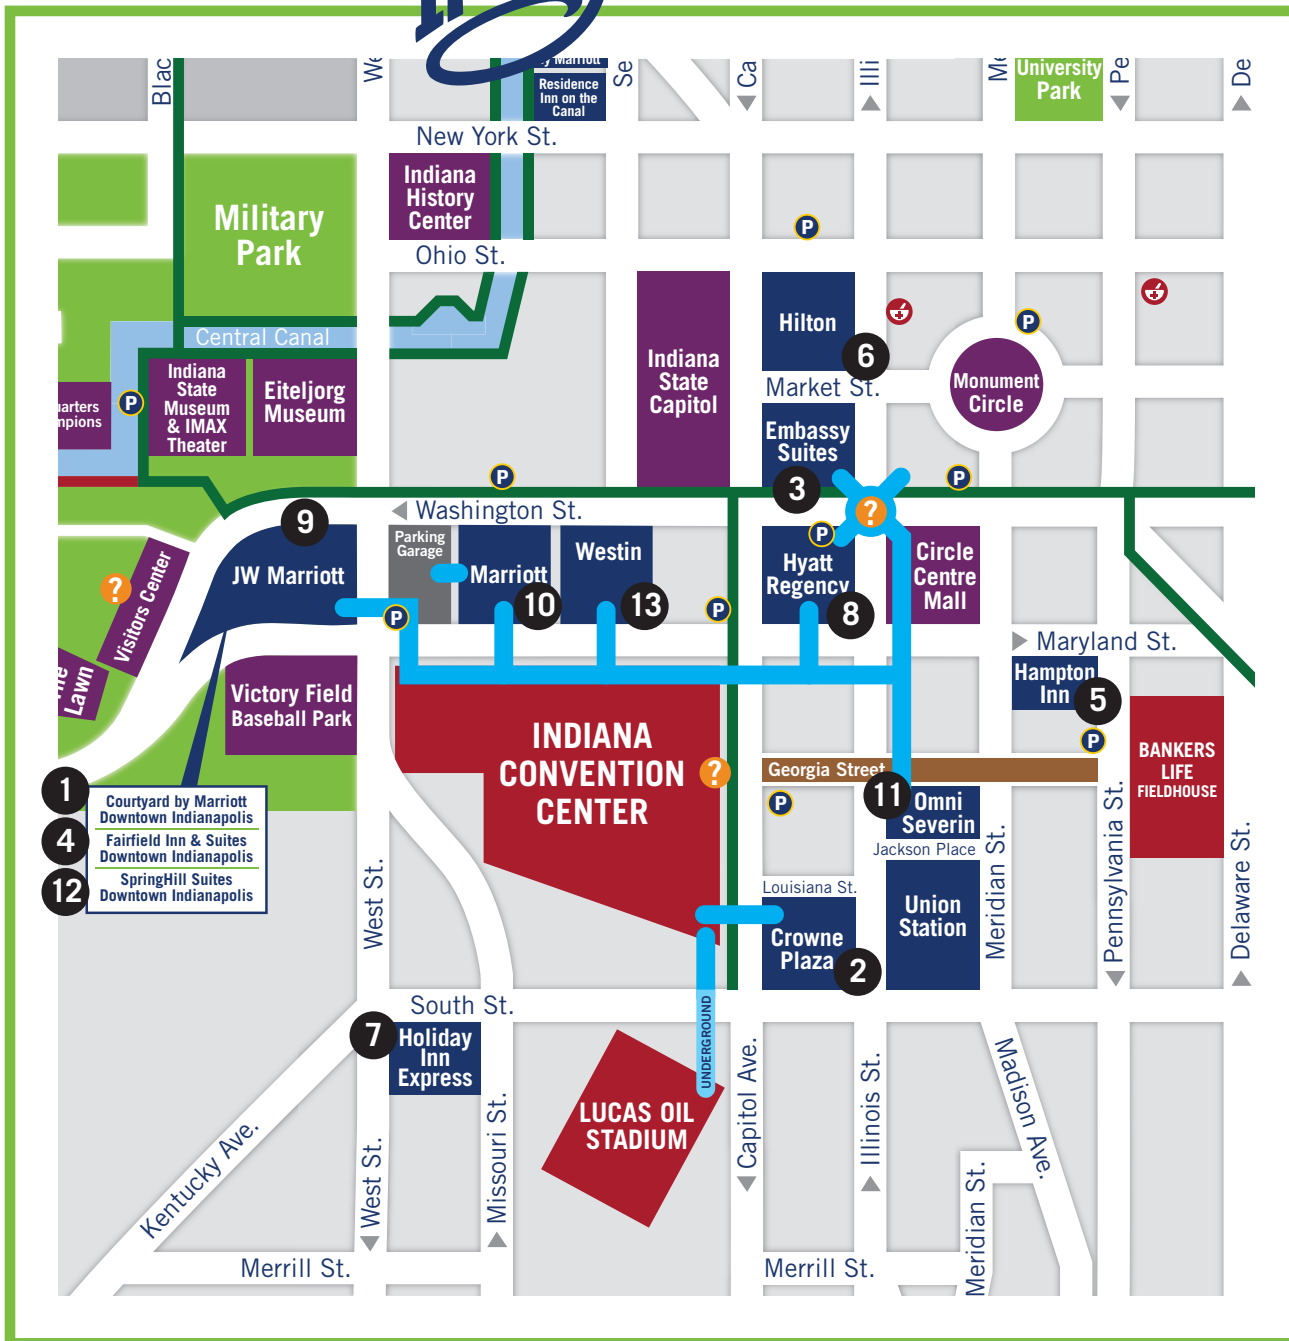 by Marriott
Residence
Inn on the
Canal
University
Park
New York St.
Indiana
History
Center
Military
Park
Ohio St.
P
Central Canal
Hilton
6
P
Indiana
State
Capitol
Monument
Circle
Market St.
Indiana
State
Museum
& IMAX
Theater
Eiteljorg
Museum
P
Embassy
Suites
3
P
P
?
Washington St.
9
JW Marriott
Parking
Garage
Marriott
10
Westin
13
P
P
P
Hyatt
Regency
8
Circle
Centre
Mall
?
Visitors Center
Lawn
Maryland St.
Hampton
Inn
5
P
Victory Field
Baseball Park
INDIANA
CONVENTION
CENTER
?
Georgia Street
BANKERS
LIFE
FIELDHOUSE
P
11
Omni
Severin
Jackson Place
1
Courtyard by Marriott
Downtown Indianapolis
4
Fairfield Inn & Suites
Downtown Indianapolis
12
SpringHill Suites
Downtown Indianapolis
West St.
Louisiana St.
Crowne
Plaza
2
Union
Station
Meridian St.
Pennsylvania St.
Delaware St.
South St.
7
Holiday
Inn
Express
UNDERGROUND
LUCAS OIL
STADIUM
Kentucky Ave.
West St.
Missouri St.
Capitol Ave.
Illinois St.
Madison Ave.
Meridian St.
Merrill St.
Merrill St.